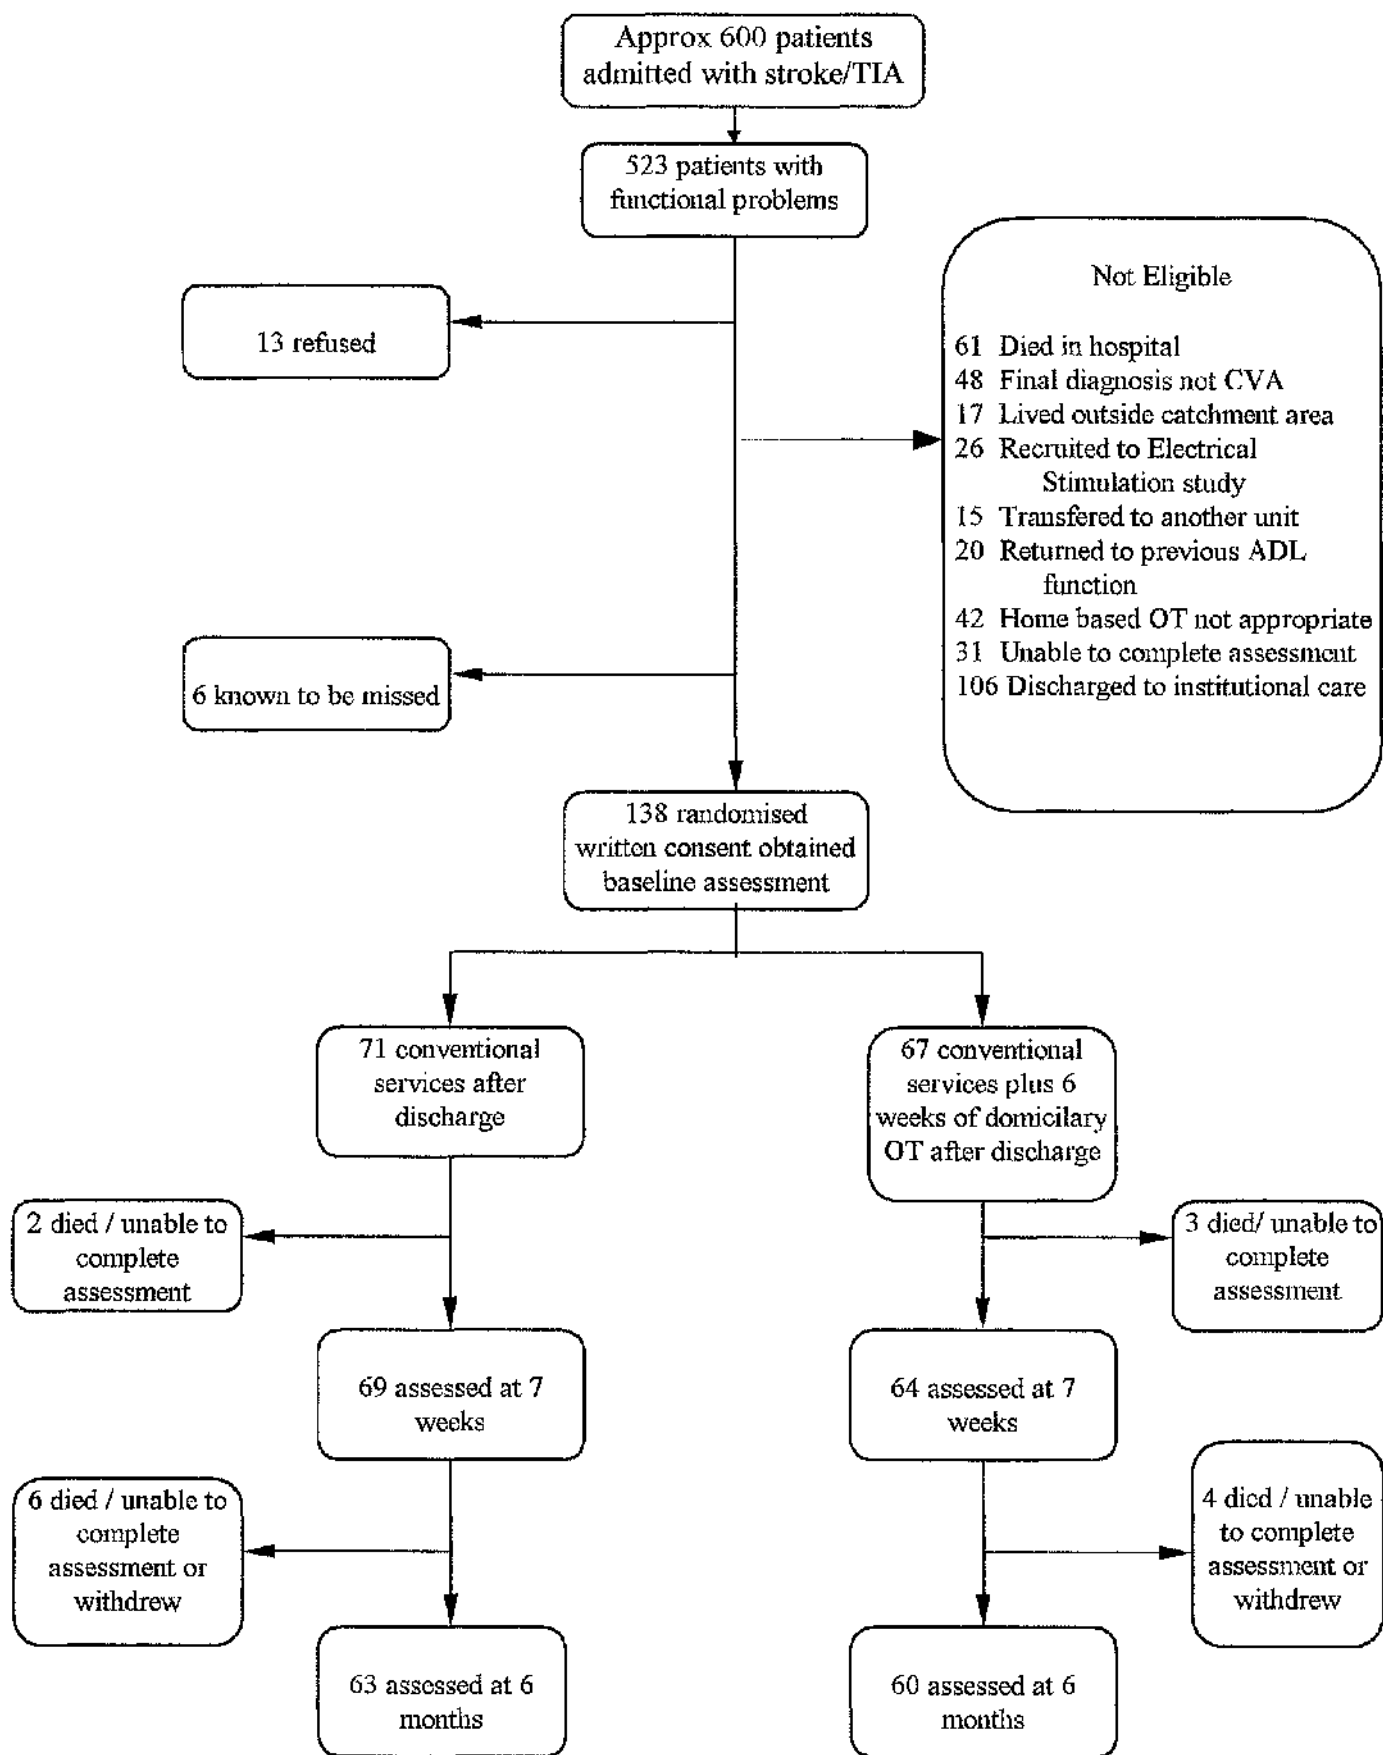 Approx 600 patients
admitted with stroke/TIA
523 patients with
functional problems
13 refused
Not Eligible
61 Died in hospital
48 Final diagnosis not CVA
17 Lived outside catchment area
26 Recruited to Electrical
Stimulation study
15 Transfered to another unit
20 Returned to previous ADL
function
42 Home based OT not appropriate
31 Unable to complete assessment
106 Discharged to institutional care
6 known to be missed
138 randomised
written consent obtained
baseline assessment
71 conventional
services after
discharge
67 conventional
services plus 6
weeks of domicilary
OT after discharge
2 died / unable to
complete
assessment
3 died/ unable to
complete
assessment
69 assessed at 7
weeks
64 assessed at 7
weeks
6 died / unable to
complete
assessment or
withdrew
4 died / unable
to complete
assessment or
withdrew
63 assessed at 6
months
60 assessed at 6
months